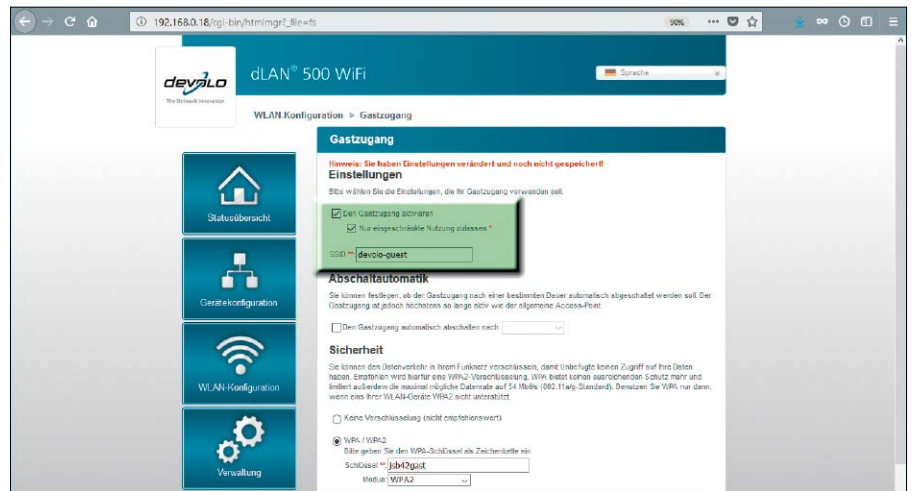 192.168.0.18/cgi-bin/htmlmgr?_file=fs
90%
devolo
The Network Innovation
dLAN® 500 WiFi
Sprache
WLAN-Konfiguration > Gastzugang
Gastzugang
Hinweis: Sie haben Einstellungen verändert und noch nicht gespeichert!
Einstellungen
Bitte wählen Sie die Einstellungen, die Ihr Gastzugang verwenden soll.
Den Gastzugang aktivieren
Nur eingeschränkte Nutzung zulassen *
SSID **: devolo-guest
Abschaltautomatik
Sie können festlegen, ob der Gastzugang nach einer bestimmten Dauer automatisch abgeschaltet werden soll. Der
Gastzugang ist jedoch höchstens so lange aktiv wie der allgemeine Access-Point.
Den Gastzugang automatisch abschalten nach
Sicherheit
Sie können den Datenverkehr in Ihrem Funknetz verschlüsseln, damit Unbefugte keinen Zugriff auf Ihre Daten
haben. Empfohlen wird hierfür eine WPA2-Verschlüsselung. WPA bietet keinen ausreichenden Schutz mehr und
limitiert außerdem die maximal mögliche Datenrate auf 54 Mbit/s (802.11a/g-Standard). Benutzen Sie WPA nur dann,
wenn eins Ihrer WLAN-Geräte WPA2 nicht unterstützt.
Keine Verschlüsselung (nicht empfehlenswert)
WPA / WPA2
Bitte geben Sie den WPA-Schlüssel als Zeichenkette ein.
Schlüssel **: jsb42gast
Modus: WPA2
Statusübersicht
Gerätekonfiguration
WLAN-Konfiguration
Verwaltung